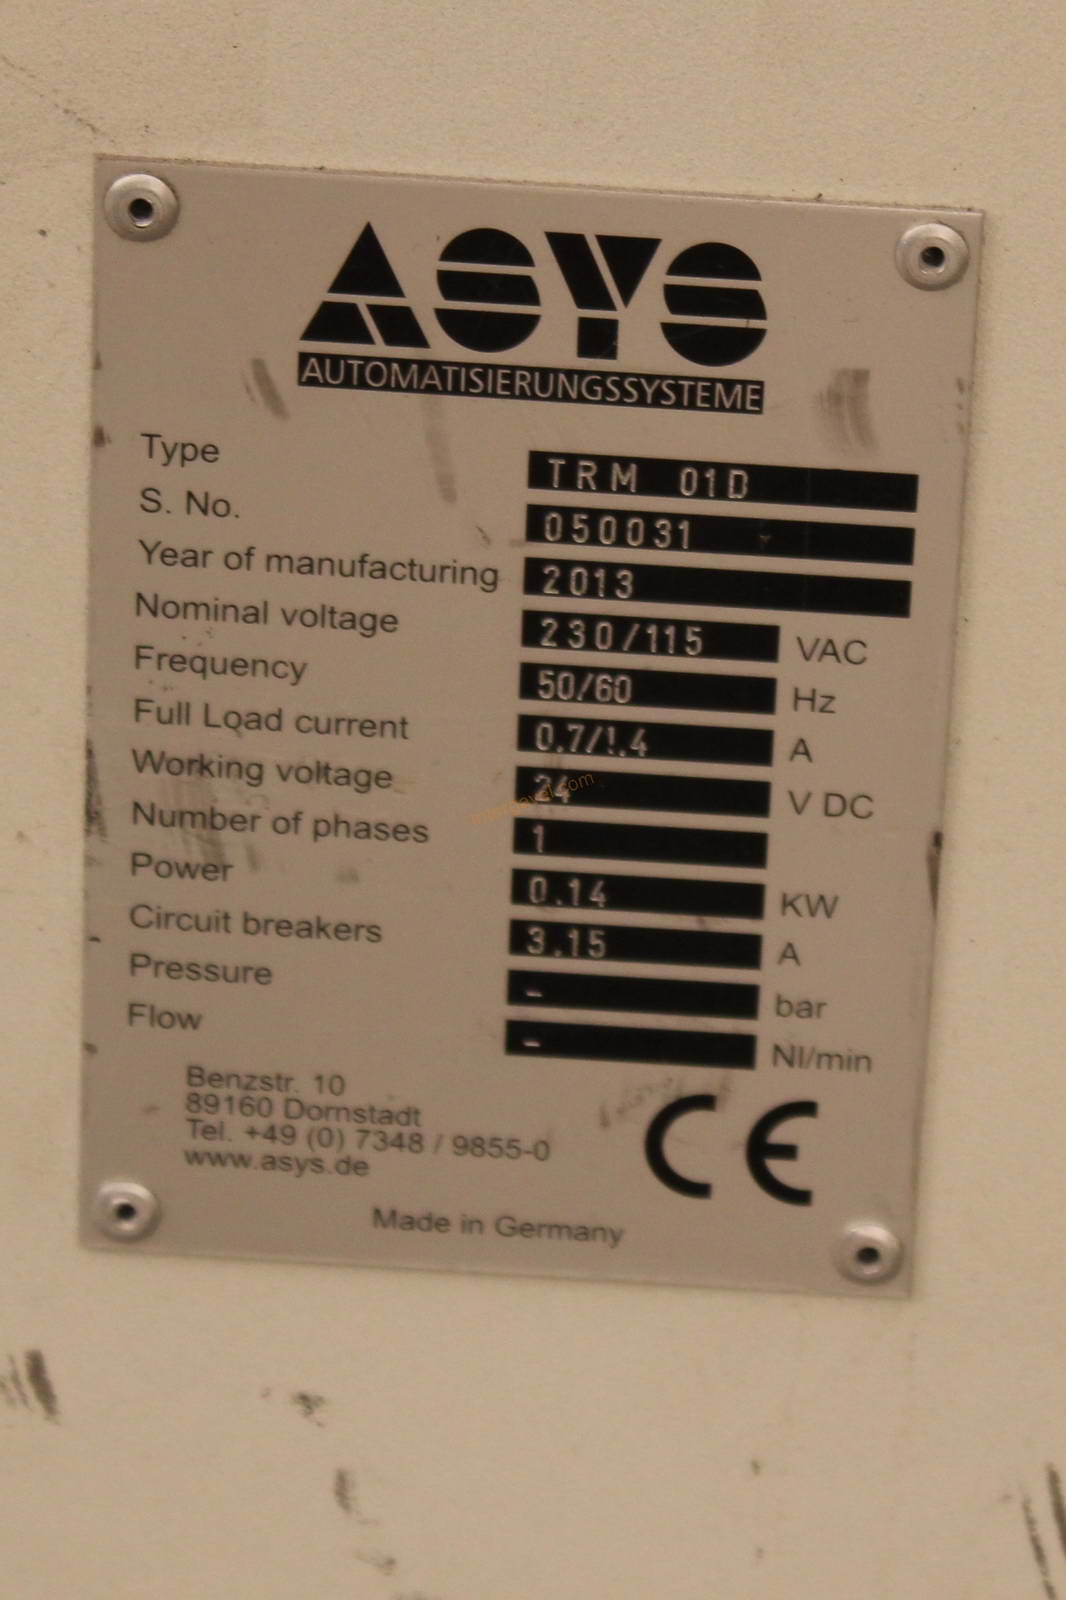 ASYS
AUTOMATISIERUNGSSYSTEME
Type TRM 01D
S. No. 050031
Year of manufacturing 2013
Nominal voltage 230/115 VAC
Frequency 50/60 Hz
Full Load current 0.7/1.4 A
Working voltage 24 V DC
Number of phases 1
Power 0.14 KW
Circuit breakers 3.15 A
Pressure - bar
Flow - Nl/min
Benzstr. 10
89160 Dornstadt
Tel. +49 (0) 7348 / 9855-0
www.asys.de
CE
Made in Germany